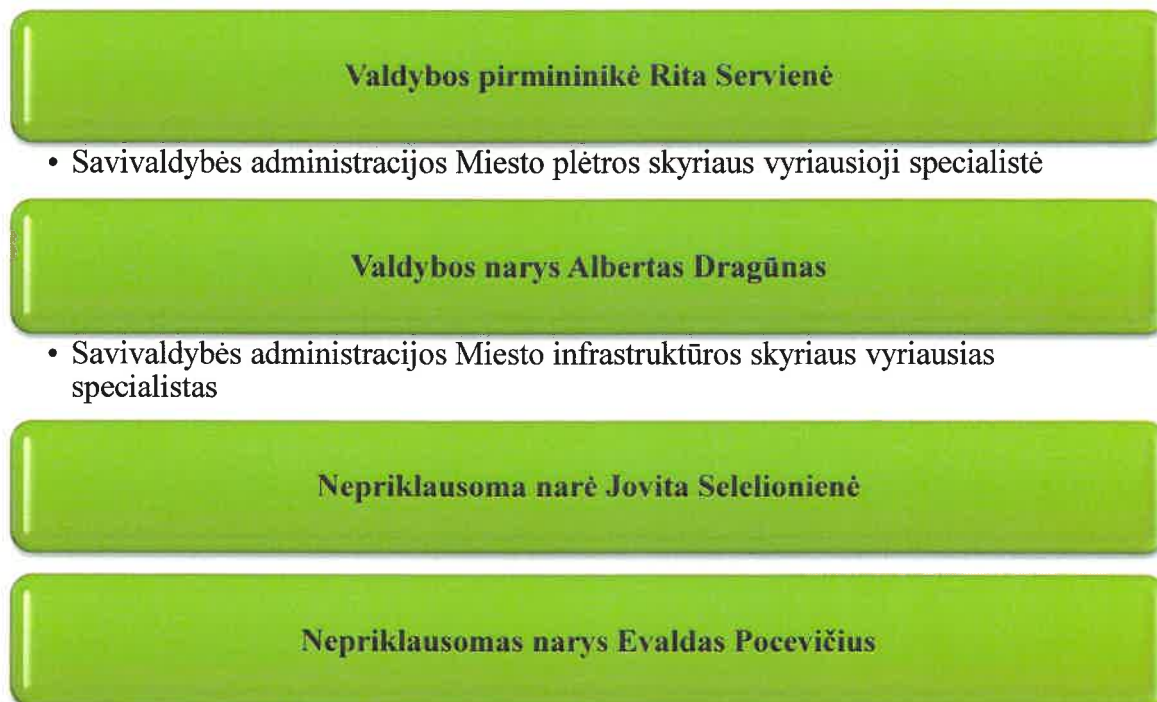 Valdybos pirmininikė Rita Servienė
• Savivaldybės administracijos Miesto plėtros skyriaus vyriausioji specialistė
Valdybos narys Albertas Dragūnas
• Savivaldybės administracijos Miesto infrastruktūros skyriaus vyriausias
specialistas
Nepriklausoma narė Jovita Selelionienė
Nepriklausomas narys Evaldas Pocevičius